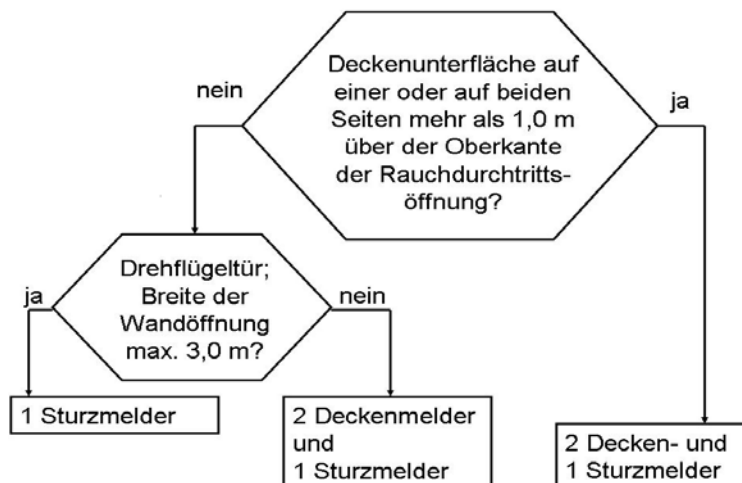 Deckenunterfläche auf
einer oder auf beiden
Seiten mehr als 1,0 m
über der Oberkante
der Rauchdurchtritts-
öffnung?
nein
ja
Drehflügeltür;
Breite der
Wandöffnung
max. 3,0 m?
ja
nein
1 Sturzmelder
2 Deckenmelder
und
1 Sturzmelder
2 Decken- und
1 Sturzmelder